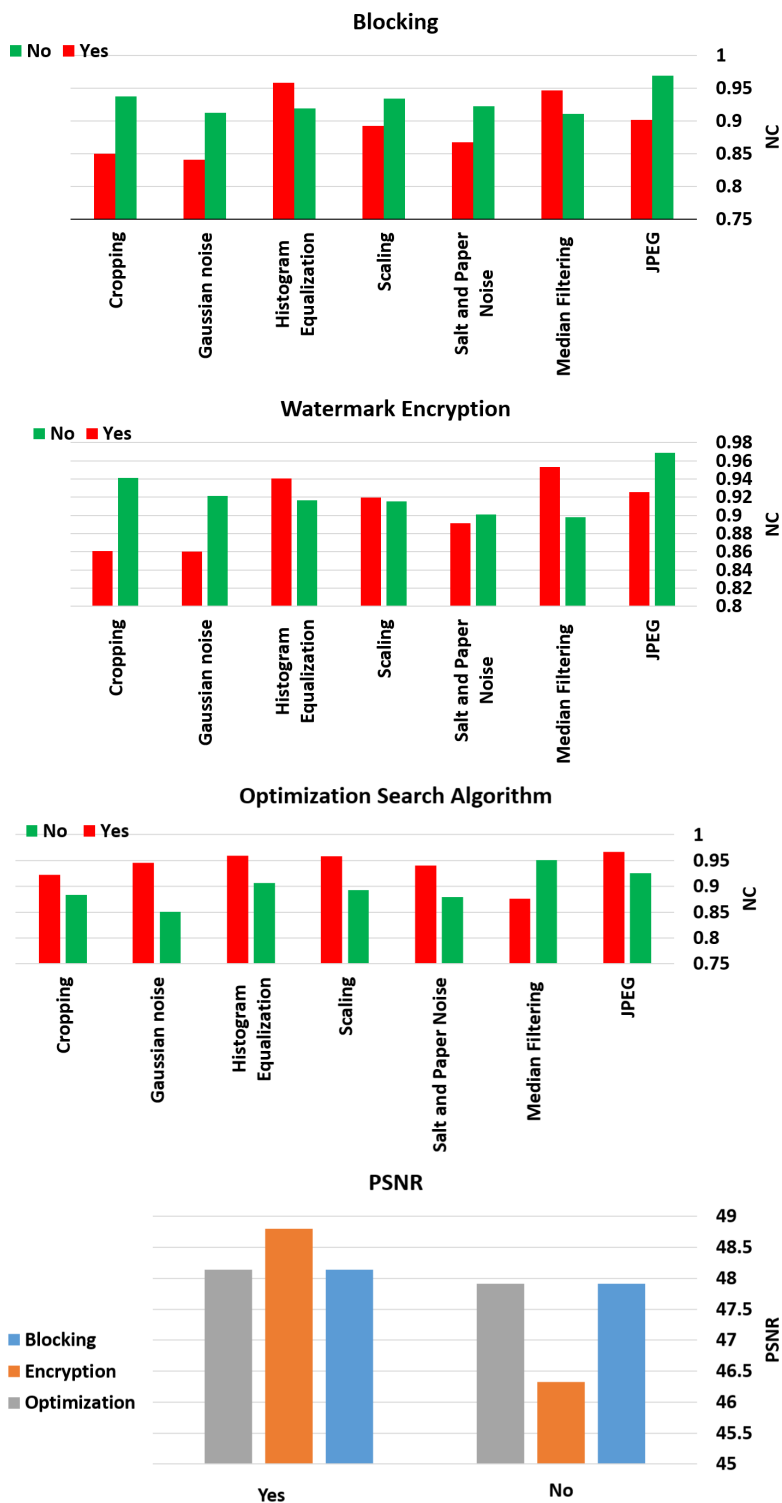 Blocking
No Yes
1
0.95
0.9
0.85
0.8
0.75
NC
Cropping
Gaussian noise
Histogram
Equalization
Scaling
Salt and Paper
Noise
Median Filtering
JPEG
Watermark Encryption
No Yes
0.98
0.96
0.94
0.92
0.9
0.88
0.86
0.84
0.82
0.8
NC
Cropping
Gaussian noise
Histogram
Equalization
Scaling
Salt and Paper
Noise
Median Filtering
JPEG
Optimization Search Algorithm
No Yes
1
0.95
0.9
0.85
0.8
0.75
NC
Cropping
Gaussian noise
Histogram
Equalization
Scaling
Salt and Paper Noise
Median Filtering
JPEG
PSNR
49
48.5
48
47.5
47
46.5
46
45.5
45
PSNR
Blocking
Encryption
Optimization
Yes
No